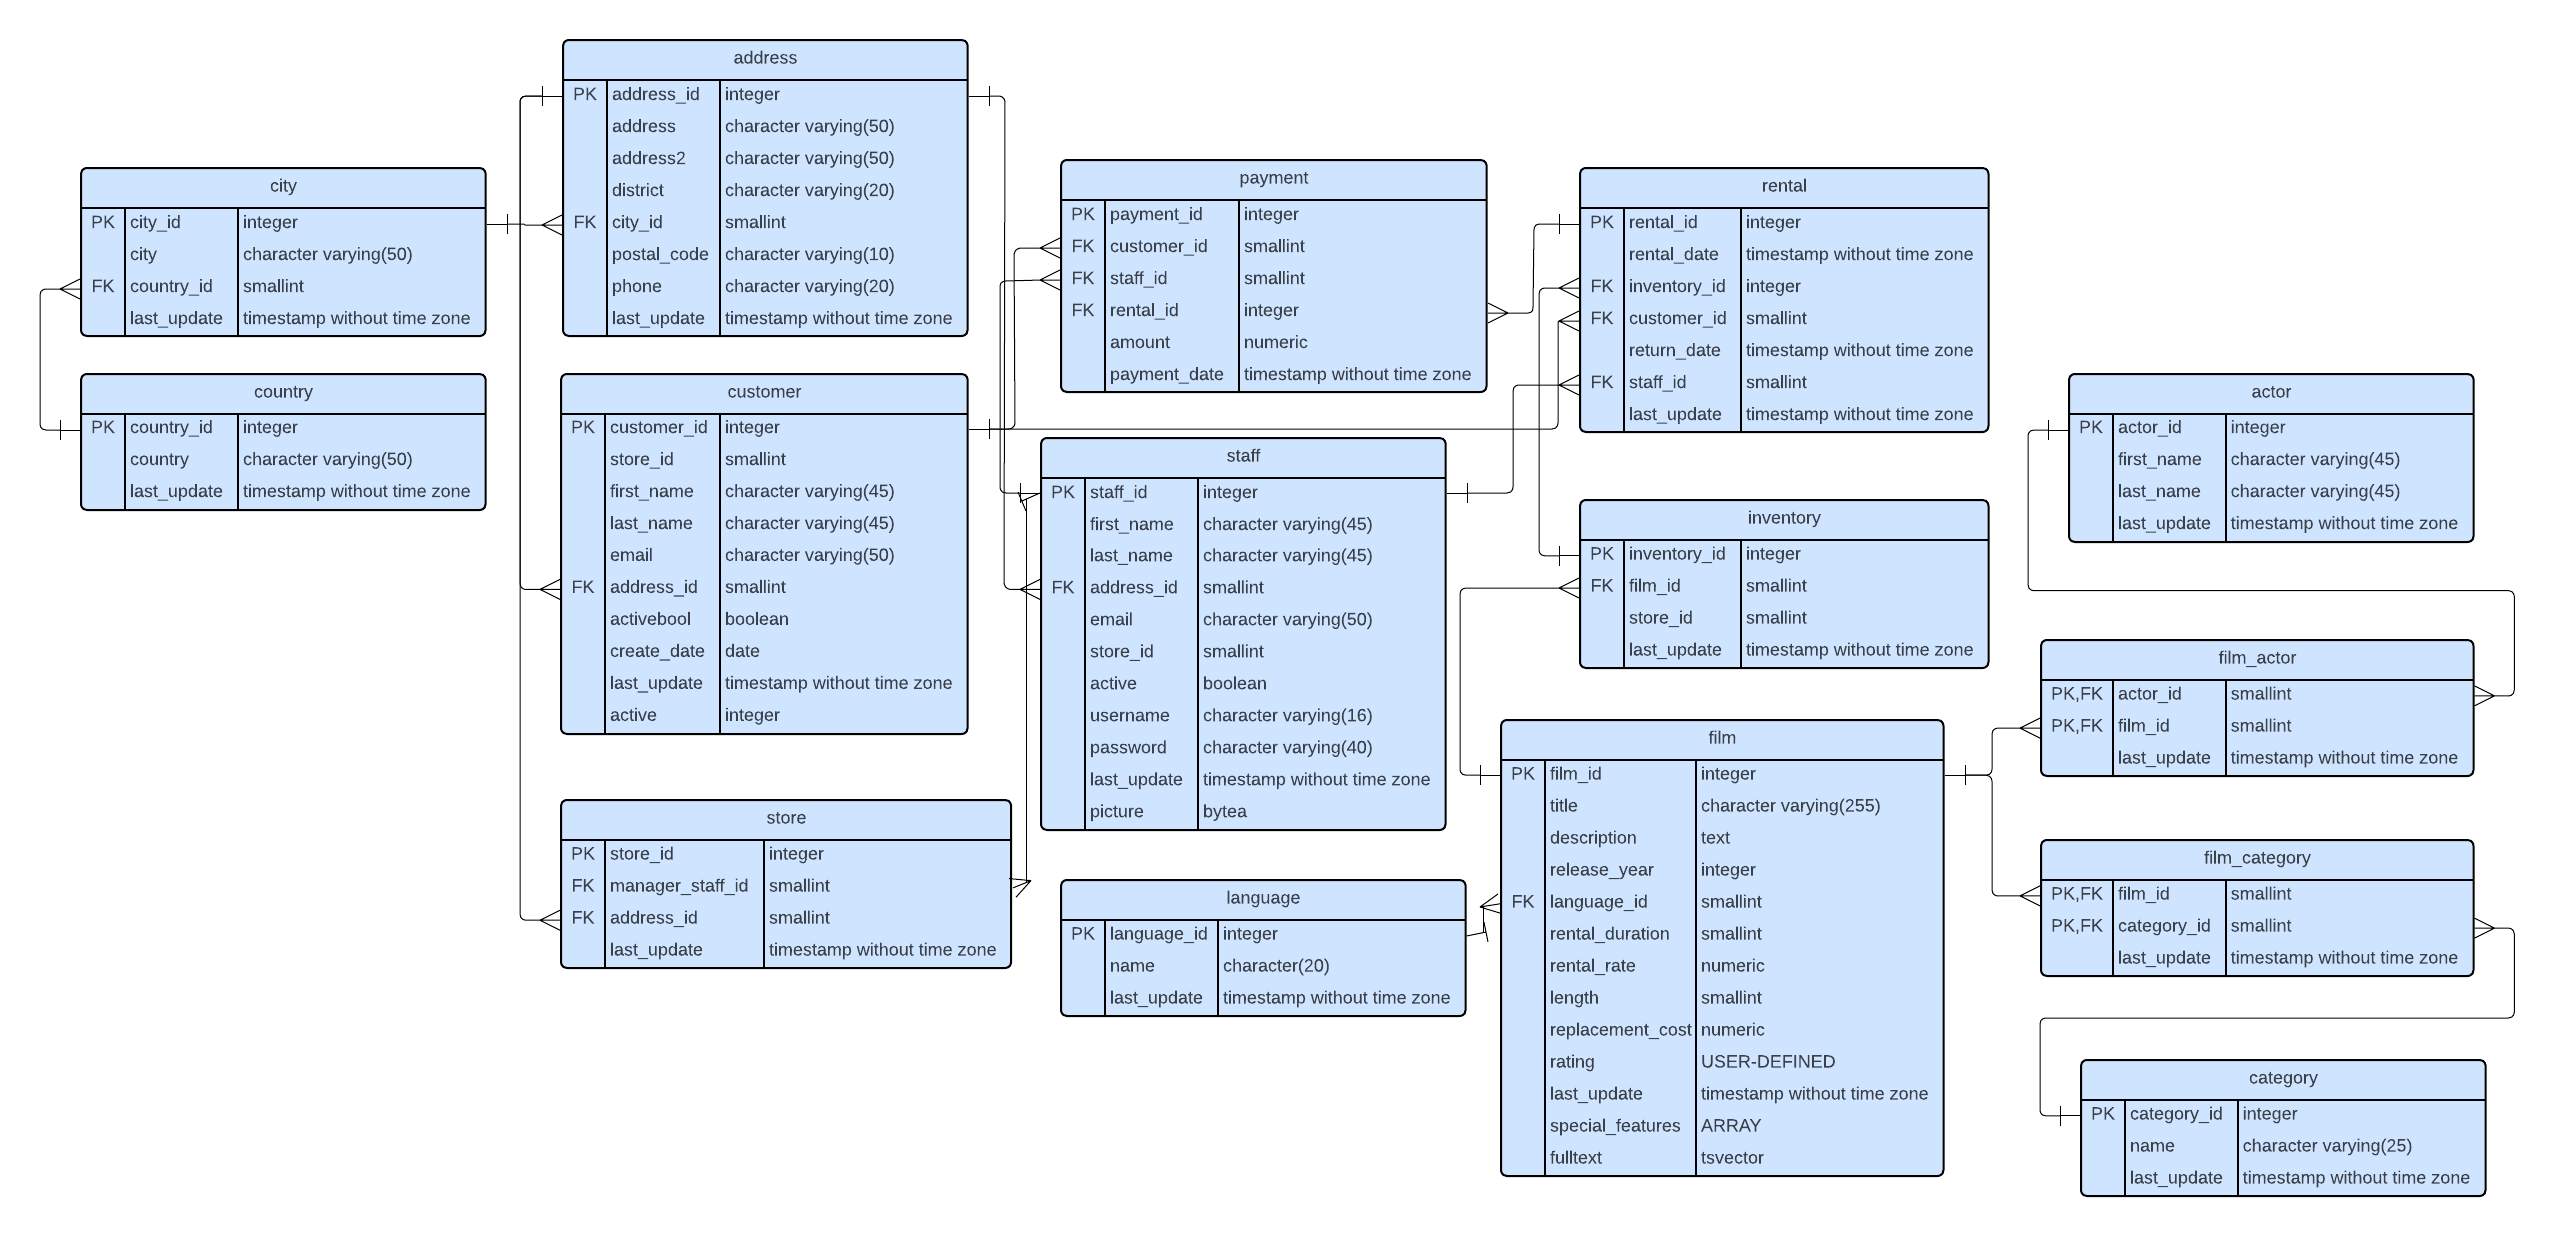 address
PK address_id integer
address character varying(50)
address2 character varying(50)
district character varying(20)
FK city_id smallint
postal_code character varying(10)
phone character varying(20)
last_update timestamp without time zone
city
PK city_id integer
city character varying(50)
FK country_id smallint
last_update timestamp without time zone
country
PK country_id integer
country character varying(50)
last_update timestamp without time zone
customer
PK customer_id integer
store_id smallint
first_name character varying(45)
last_name character varying(45)
email character varying(50)
FK address_id smallint
activebool boolean
create_date date
last_update timestamp without time zone
active integer
store
PK store_id integer
FK manager_staff_id smallint
FK address_id smallint
last_update timestamp without time zone
payment
PK payment_id integer
FK customer_id smallint
FK staff_id smallint
FK rental_id integer
amount numeric
payment_date timestamp without time zone
staff
PK staff_id integer
first_name character varying(45)
last_name character varying(45)
FK address_id smallint
email character varying(50)
store_id smallint
active boolean
username character varying(16)
password character varying(40)
last_update timestamp without time zone
picture bytea
language
PK language_id integer
name character(20)
last_update timestamp without time zone
rental
PK rental_id integer
rental_date timestamp without time zone
FK inventory_id integer
FK customer_id smallint
return_date timestamp without time zone
FK staff_id smallint
last_update timestamp without time zone
inventory
PK inventory_id integer
FK film_id smallint
store_id smallint
last_update timestamp without time zone
film
PK film_id integer
title character varying(255)
description text
release_year integer
FK language_id smallint
rental_duration smallint
rental_rate numeric
length smallint
replacement_cost numeric
rating USER-DEFINED
last_update timestamp without time zone
special_features ARRAY
fulltext tsvector
actor
PK actor_id integer
first_name character varying(45)
last_name character varying(45)
last_update timestamp without time zone
film_actor
PK,FK actor_id smallint
PK,FK film_id smallint
last_update timestamp without time zone
film_category
PK,FK film_id smallint
PK,FK category_id smallint
last_update timestamp without time zone
category
PK category_id integer
name character varying(25)
last_update timestamp without time zone